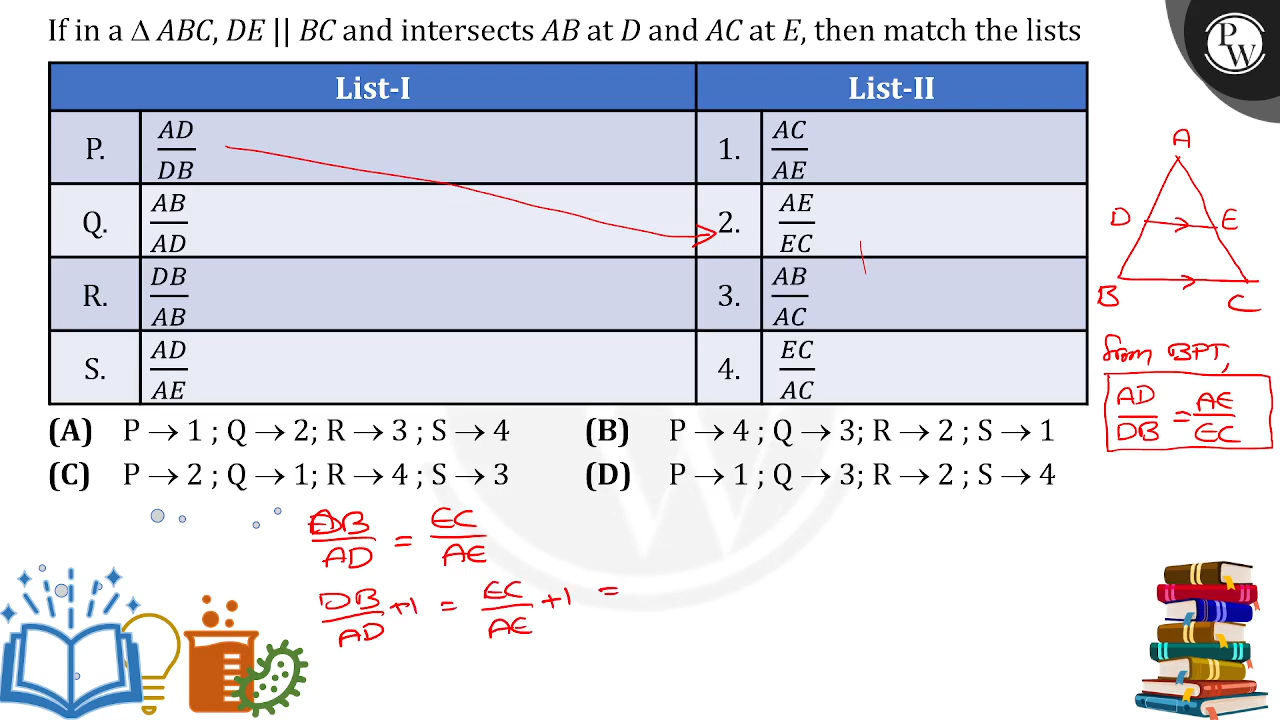 If in a Δ ABC, DE || BC and intersects AB at D and AC at E, then match the lists
PW
List-I List-II
P. AD/DB 1. AC/AE
Q. AB/AD 2. AE/EC
R. DB/AB 3. AB/AC
S. AD/AE 4. EC/AC
(A) P → 1 ; Q → 2; R → 3 ; S → 4 (B) P → 4 ; Q → 3; R → 2 ; S → 1
(C) P → 2 ; Q → 1; R → 4 ; S → 3 (D) P → 1 ; Q → 3; R → 2 ; S → 4
A
D E
B C
from BPT,
AD/DB = AE/EC
DB/AD = EC/AE
DB/AD +1 = EC/AE +1 =